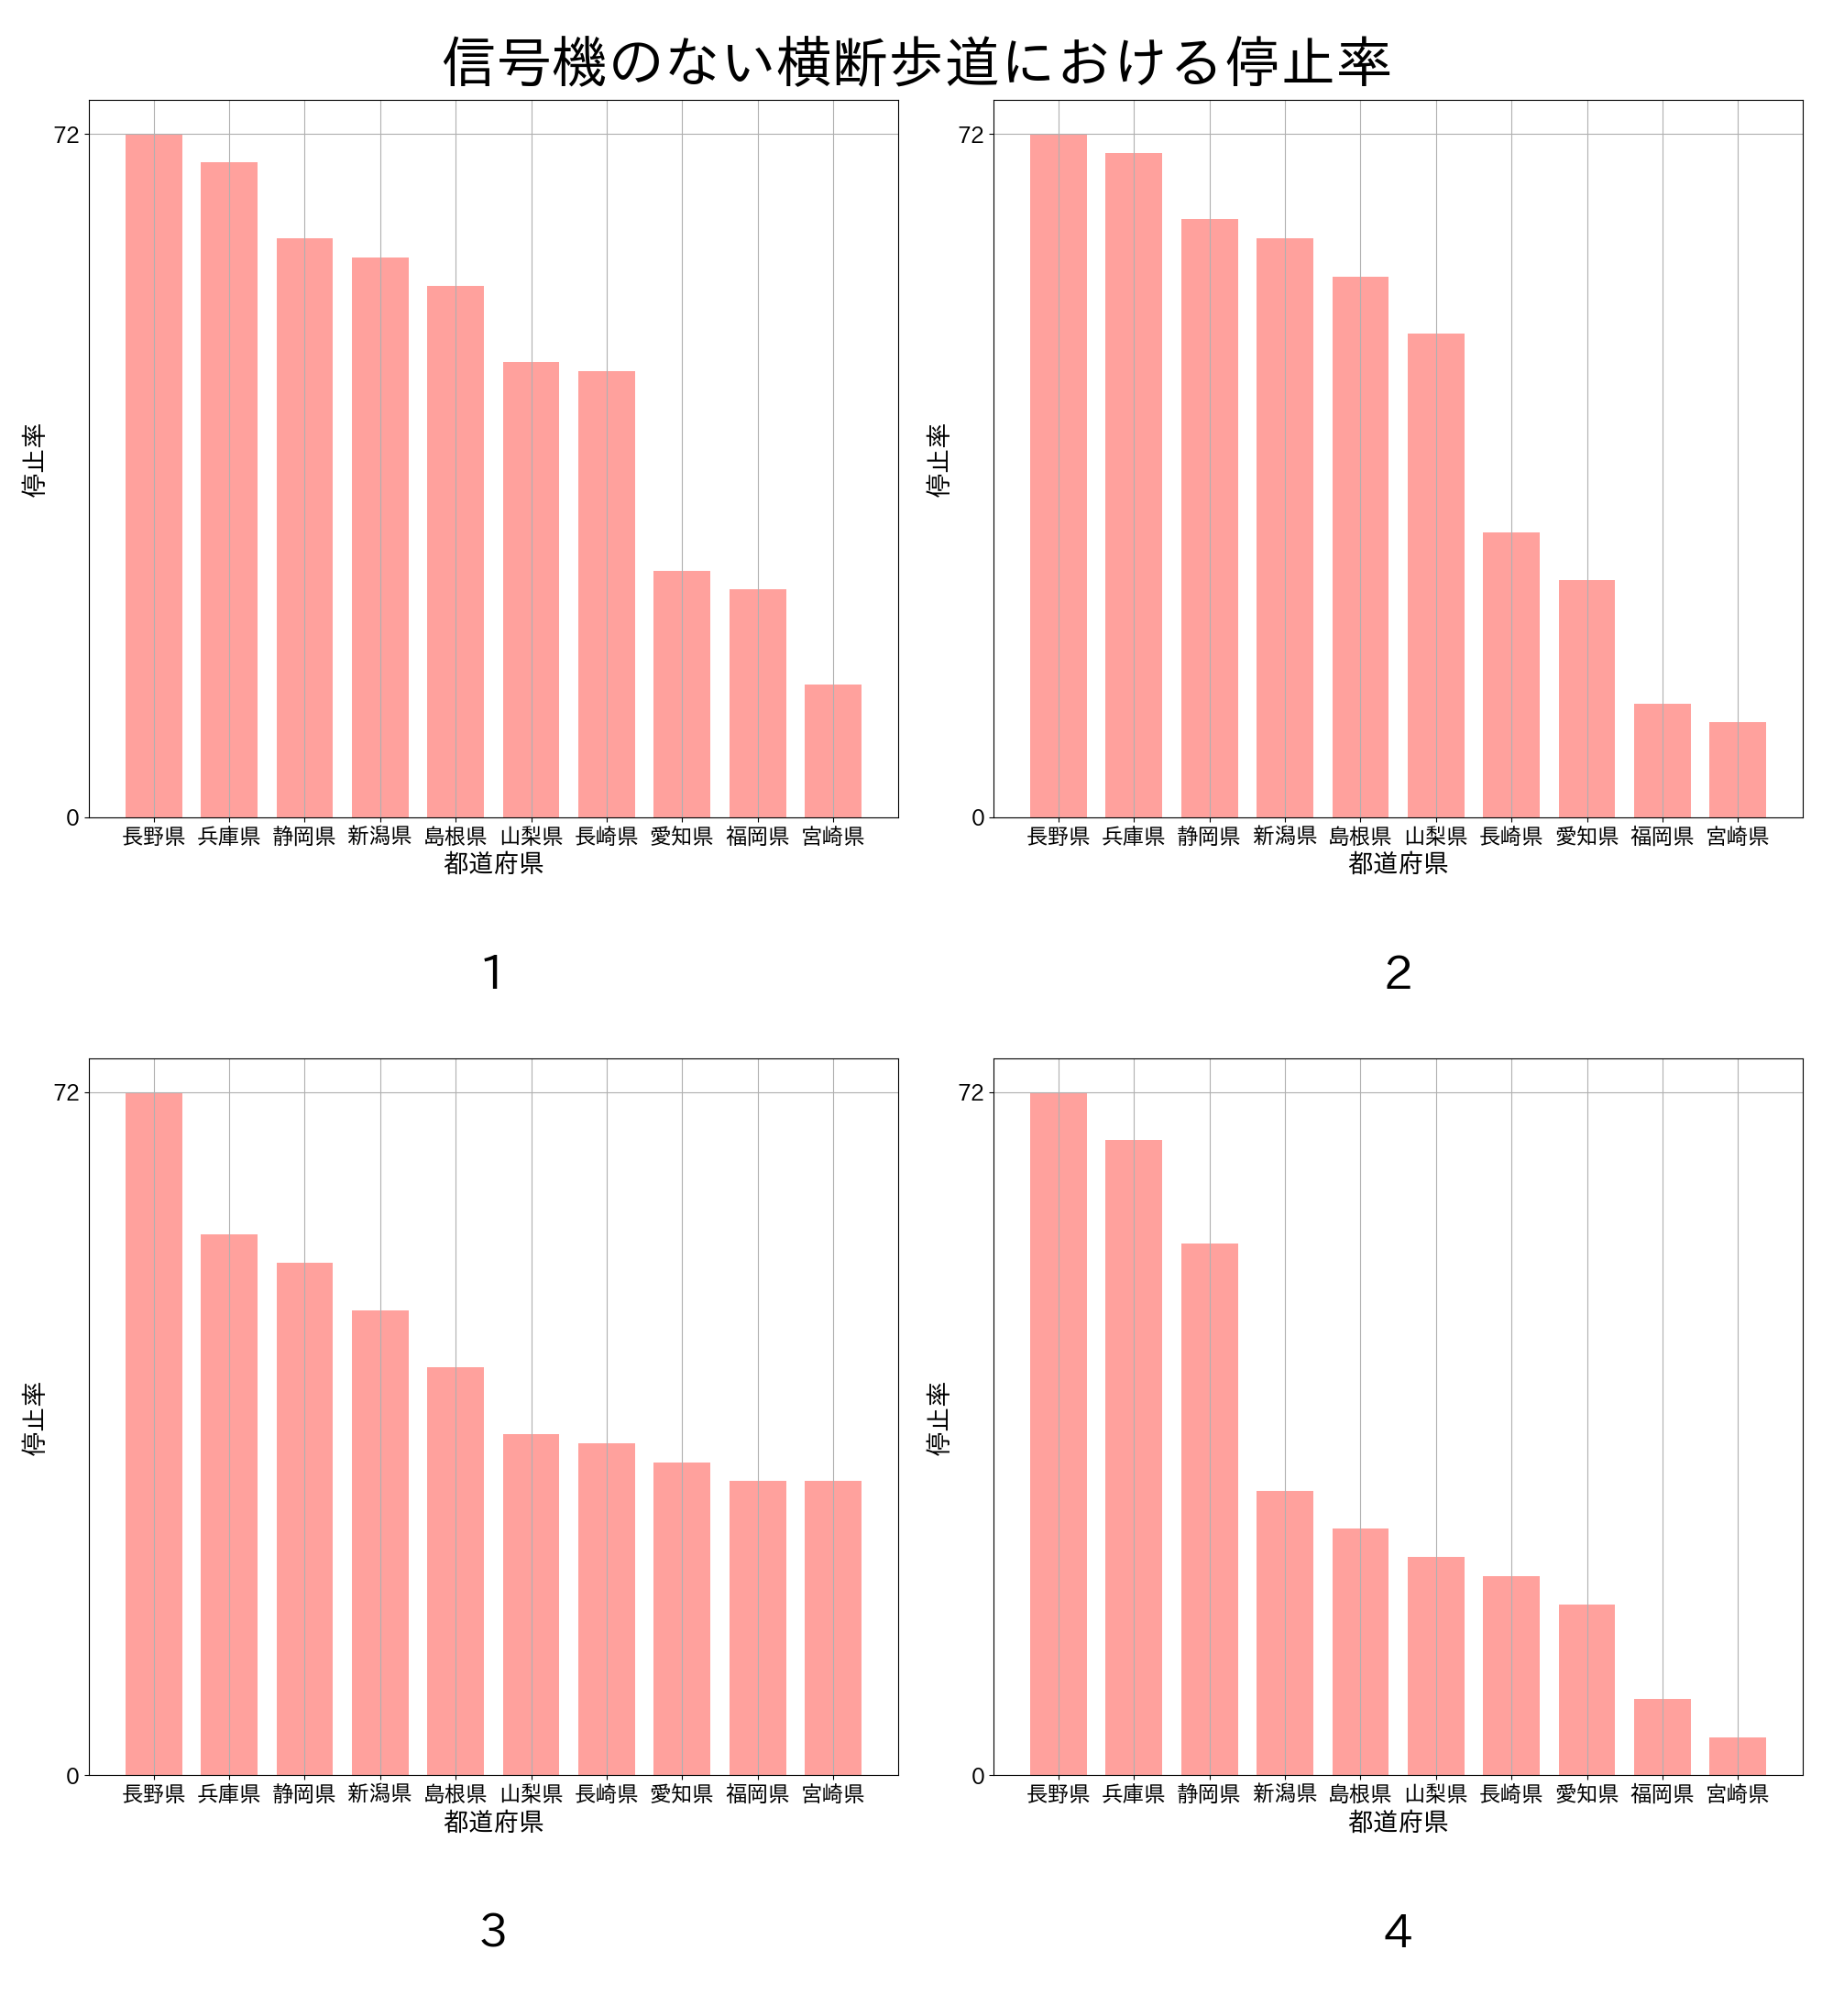 信号機のない横断歩道における停止率
72
0
停止率
長野県 兵庫県 静岡県 新潟県 島根県 山梨県 長崎県 愛知県 福岡県 宮崎県
都道府県
1
72
0
停止率
長野県 兵庫県 静岡県 新潟県 島根県 山梨県 長崎県 愛知県 福岡県 宮崎県
都道府県
2
72
0
停止率
長野県 兵庫県 静岡県 新潟県 島根県 山梨県 長崎県 愛知県 福岡県 宮崎県
都道府県
3
72
0
停止率
長野県 兵庫県 静岡県 新潟県 島根県 山梨県 長崎県 愛知県 福岡県 宮崎県
都道府県
4